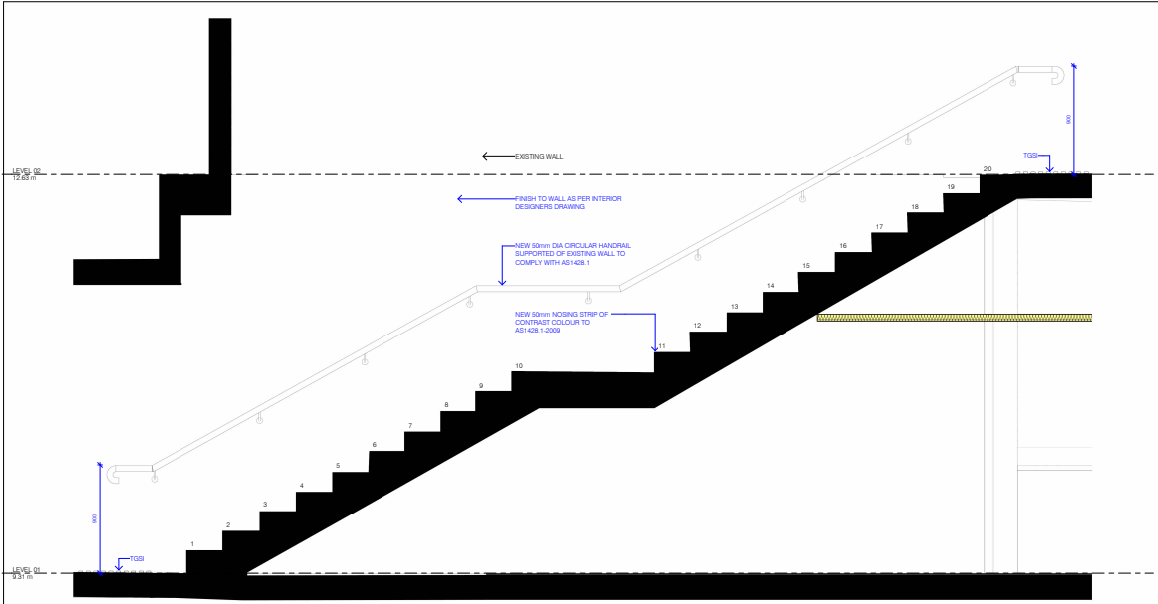 900
TGSI
20
EXISTING WALL
LEVEL 02
12.63 m
19
FINISH TO WALL AS PER INTERIOR
DESIGNERS DRAWING
18
17
NEW 50mm DIA CIRCULAR HANDRAIL
SUPPORTED OF EXISTING WALL TO
COMPLY WITH AS1428.1
16
15
14
13
NEW 50mm NOSING STRIP OF
CONTRAST COLOUR TO
AS1428.1-2009
12
11
10
9
8
7
6
5
4
3
2
1
900
TGSI
LEVEL 01
9.31 m